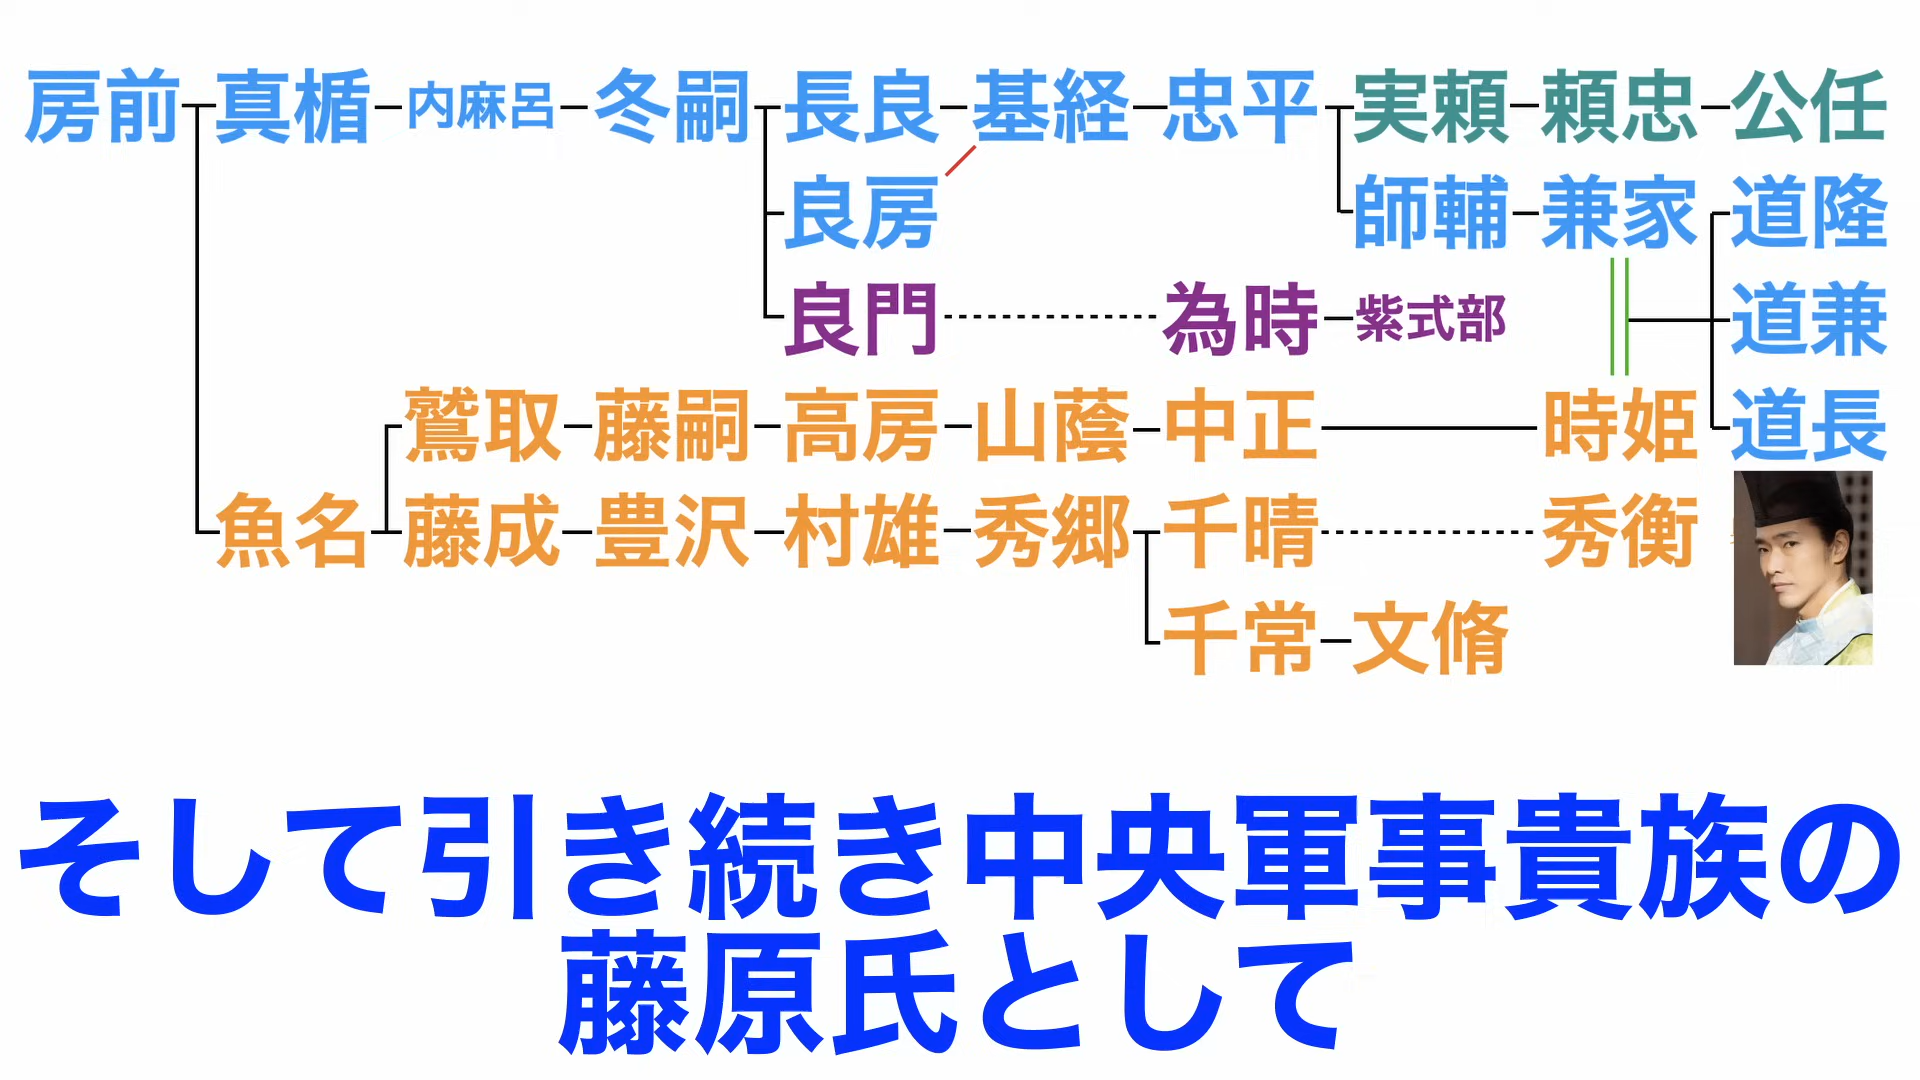 房前 真楯 内麻呂 冬嗣 長良 基経 忠平 実頼 頼忠 公任
良房 師輔 兼家 道隆
良門 為時 紫式部 道兼
鷲取 藤嗣 高房 山蔭 中正 時姫 道長
魚名 藤成 豊沢 村雄 秀郷 千晴 秀衡
千常 文脩
そして引き続き中央軍事貴族の
藤原氏として